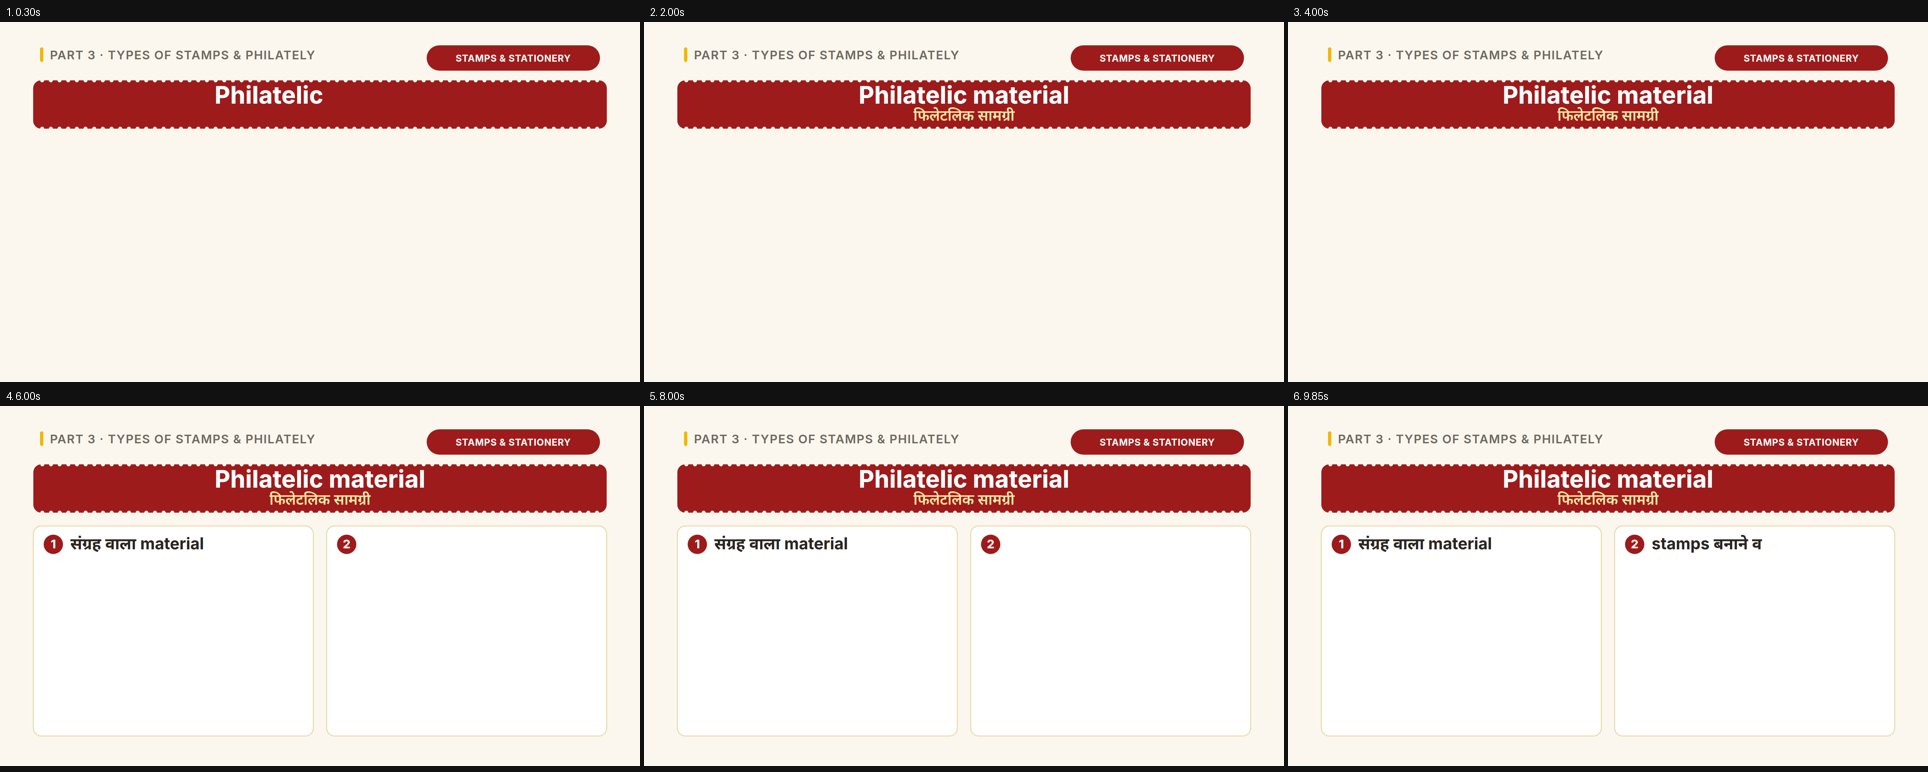 1. 0.30s
PART 3 · TYPES OF STAMPS & PHILATELY
STAMPS & STATIONERY
Philatelic
2. 2.00s
PART 3 · TYPES OF STAMPS & PHILATELY
STAMPS & STATIONERY
Philatelic material
फिलेटलिक सामग्री
3. 4.00s
PART 3 · TYPES OF STAMPS & PHILATELY
STAMPS & STATIONERY
Philatelic material
फिलेटलिक सामग्री
4. 6.00s
PART 3 · TYPES OF STAMPS & PHILATELY
STAMPS & STATIONERY
Philatelic material
फिलेटलिक सामग्री
1 संग्रह वाला material
2
5. 8.00s
PART 3 · TYPES OF STAMPS & PHILATELY
STAMPS & STATIONERY
Philatelic material
फिलेटलिक सामग्री
1 संग्रह वाला material
2
6. 9.85s
PART 3 · TYPES OF STAMPS & PHILATELY
STAMPS & STATIONERY
Philatelic material
फिलेटलिक सामग्री
1 संग्रह वाला material
2 stamps बनाने व